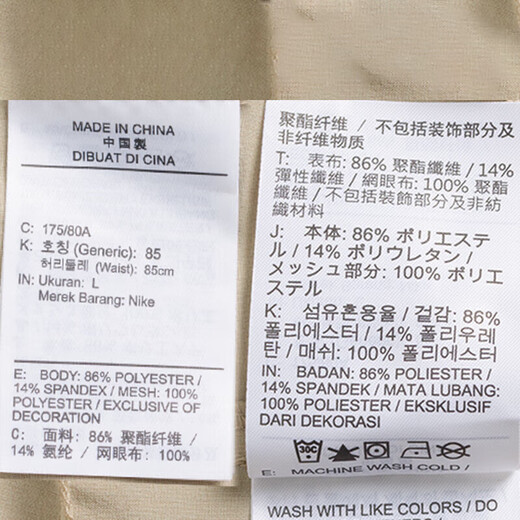 MADE IN CHINA
中国製
DIBUAT DI CINA
C: 175/80A
K: 호칭 (Generic): 85
허리둘레 (Waist): 85cm
IN: Ukuran: L
Merek Barang: Nike
E: BODY: 86% POLYESTER /
14% SPANDEX / MESH: 100%
POLYESTER / EXCLUSIVE OF
DECORATION
C: 面料: 86% 聚酯纤维 /
14% 氨纶 / 网眼布: 100%
聚酯纤维 / 不包括装饰部分及
非纤维物质
T: 表布: 86% 聚酯纖維 / 14%
彈性纖維 / 網眼布: 100% 聚酯
纖維 / 不包括裝飾部分及非紡
織材料
J: 本体: 86% ポリエステ
ル / 14% ポリウレタン /
メッシュ部分: 100% ポリエ
ステル
K: 섬유혼용율 / 겉감: 86%
폴리에스터 / 14% 폴리우레
탄 / 매쉬: 100% 폴리에스터
IN: BADAN: 86% POLIESTER /
14% SPANDEKS / MATA LUBANG:
100% POLIESTER / EKSKLUSIF
DARI DEKORASI
30C
E: MACHINE WASH COLD /
WASH WITH LIKE COLORS / DO